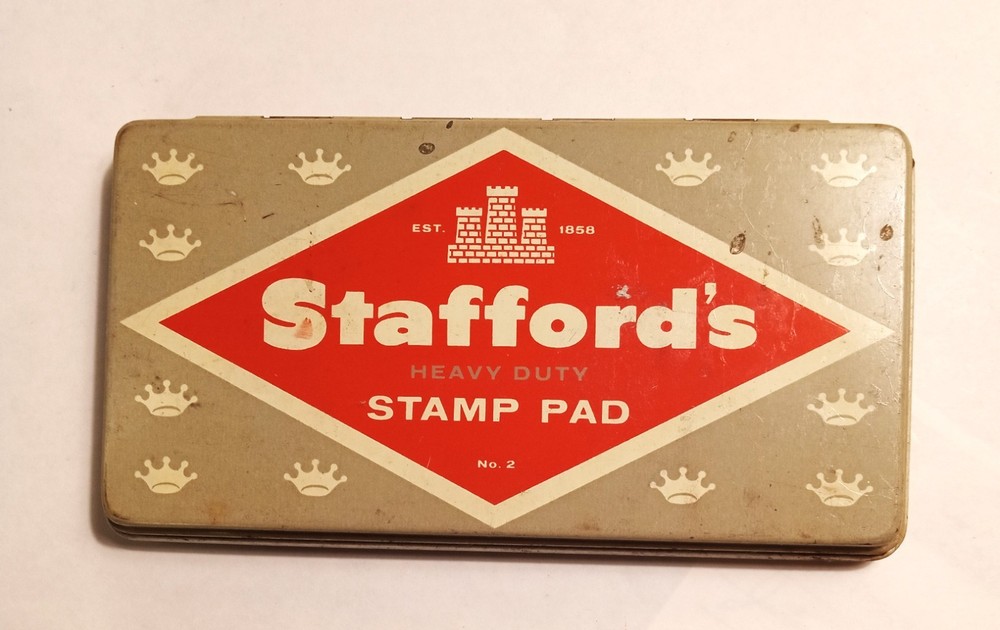 EST. 1858
Stafford's
HEAVY DUTY
STAMP PAD
No. 2